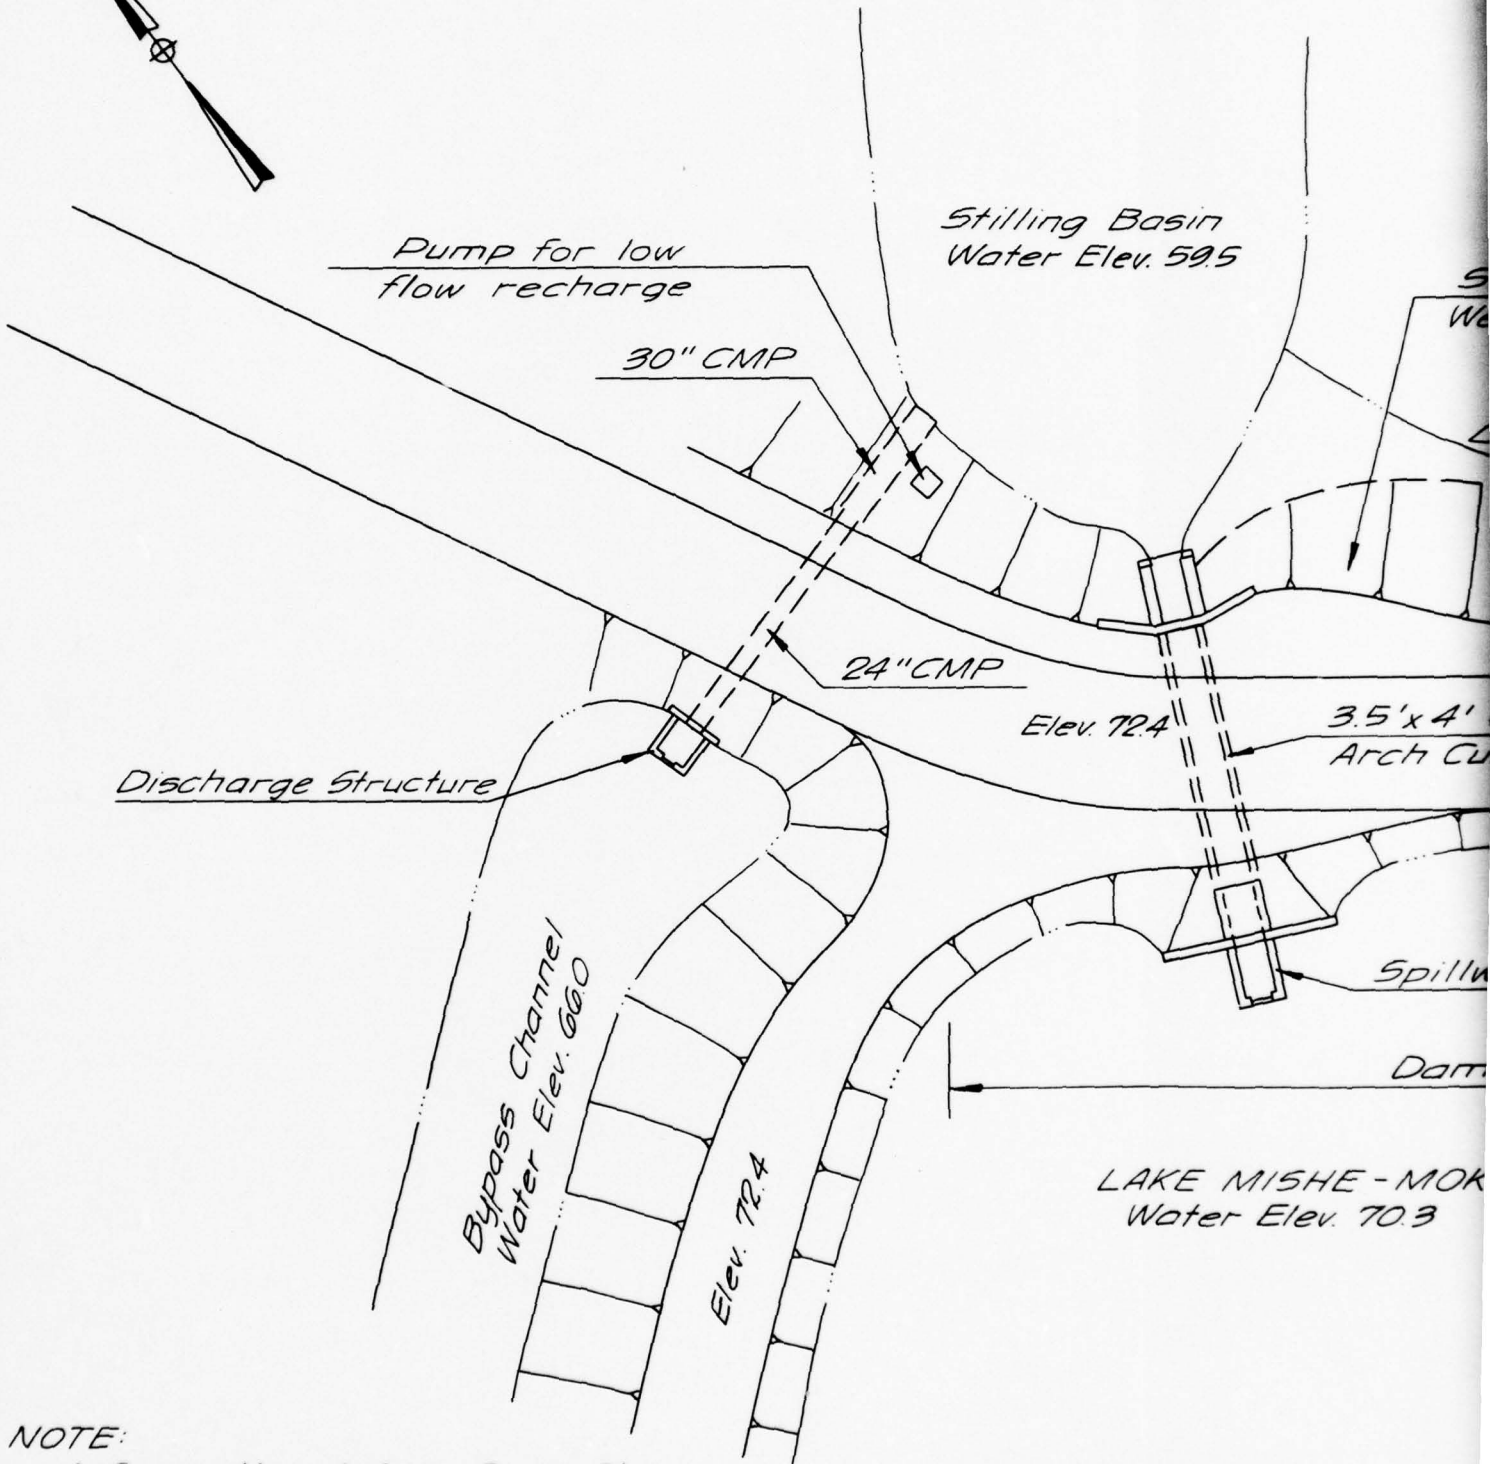 Stilling Basin
Water Elev. 59.5
Pump for low
flow recharge
30" CMP
24" CMP
Elev. 72.4
3.5' x 4'
Arch
Discharge Structure
Bypass Channel
Water Elev. 66.0
Elev. 72.4
LAKE MISHE-MOK
Water Elev. 70.3
NOTE: